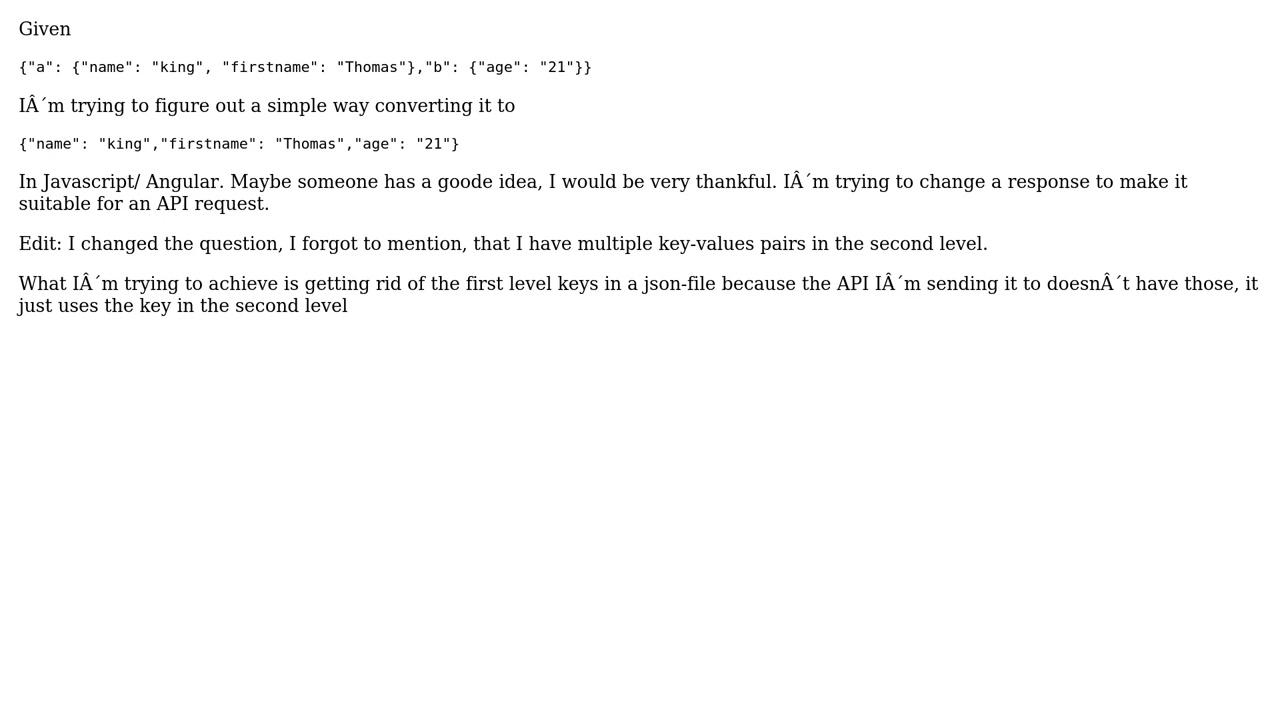 Given
{"a": {"name": "king", "firstname": "Thomas"},"b": {"age": "21"}}
IÂ´m trying to figure out a simple way converting it to
{"name": "king","firstname": "Thomas","age": "21"}
In Javascript/ Angular. Maybe someone has a goode idea, I would be very thankful. IÂ´m trying to change a response to make it
suitable for an API request.
Edit: I changed the question, I forgot to mention, that I have multiple key-values pairs in the second level.
What IÂ´m trying to achieve is getting rid of the first level keys in a json-file because the API IÂ´m sending it to doesnÂ´t have those, it
just uses the key in the second level